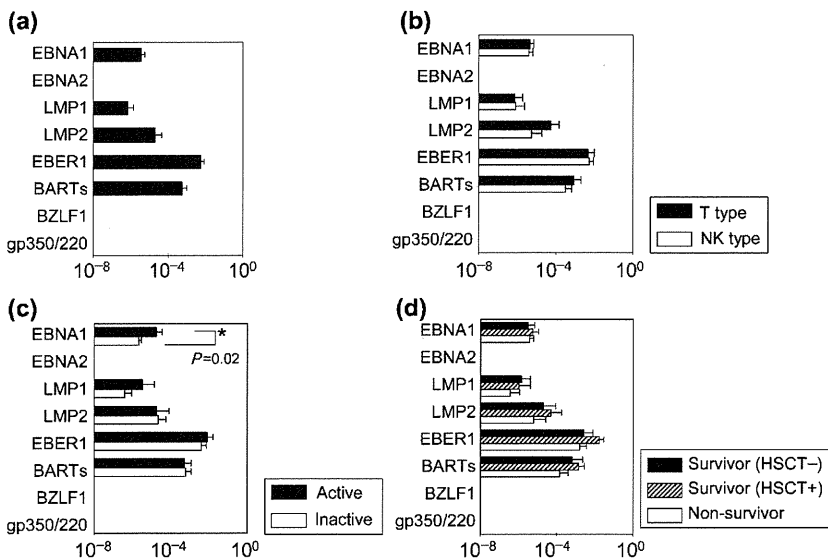 (a)
EBNA1
EBNA2
LMP1
LMP2
EBER1
BARTs
BZLF1
gp350/220
10⁻⁸ 10⁻⁴ 10⁰
(b)
EBNA1
EBNA2
LMP1
LMP2
EBER1
BARTs
BZLF1
gp350/220
10⁻⁸ 10⁻⁴ 10⁰
T type
NK type
(c)
EBNA1
EBNA2
LMP1
LMP2
EBER1
BARTs
BZLF1
gp350/220
10⁻⁸ 10⁻⁴ 10⁰
*
P=0.02
Active
Inactive
(d)
EBNA1
EBNA2
LMP1
LMP2
EBER1
BARTs
BZLF1
gp350/220
10⁻⁸ 10⁻⁴ 10⁰
Survivor (HSCT−)
Survivor (HSCT+)
Non-survivor